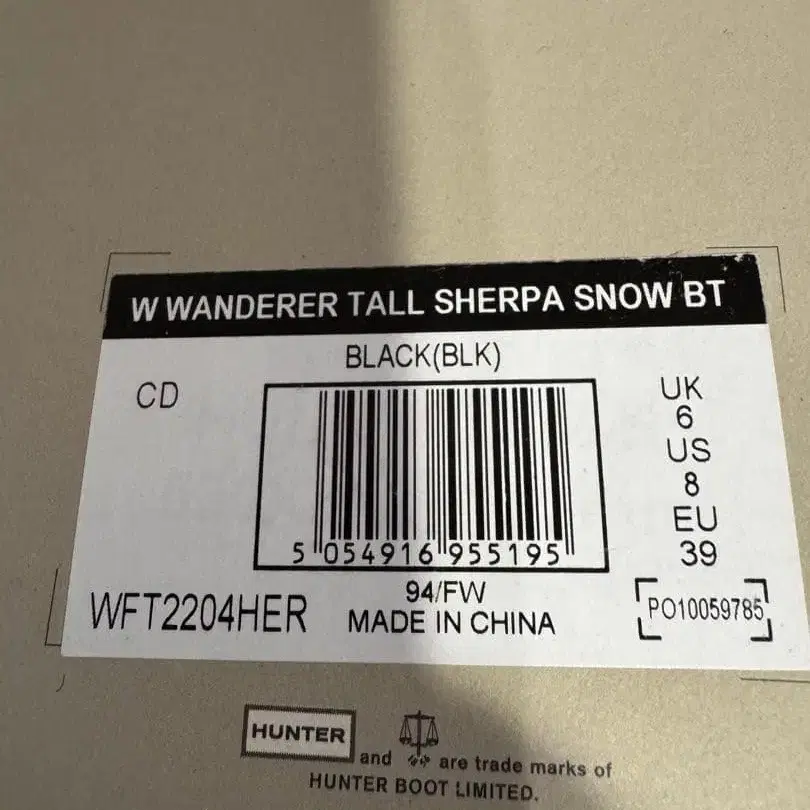 W WANDERER TALL SHERPA SNOW BT
BLACK(BLK)
CD
UK
6
US
8
EU
39
5 054916 955195
94/FW
WFT2204HER
MADE IN CHINA
PO10059785
HUNTER and are trade marks of
HUNTER BOOT LIMITED.